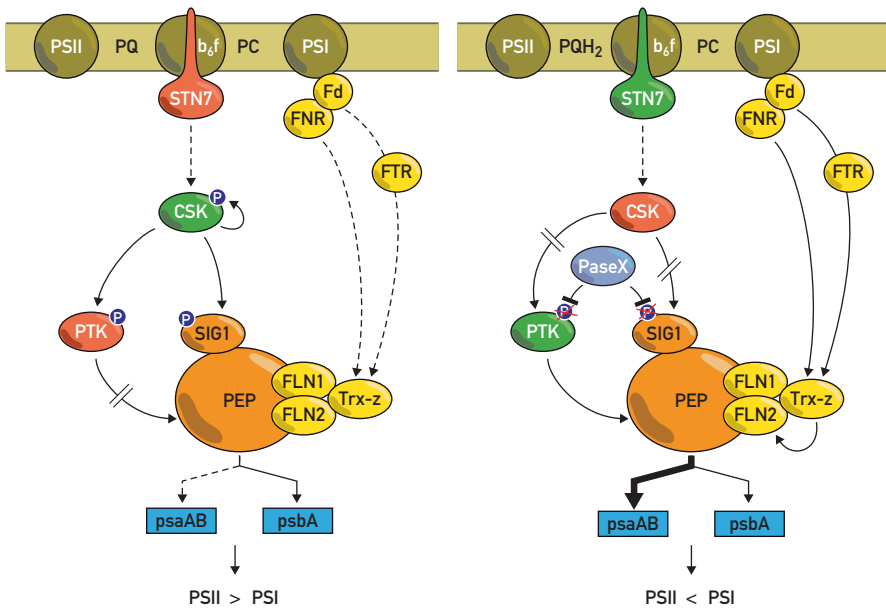 PSII PQ b₆f PC PSI
STN7
Fd
FNR
FTR
P
CSK
P
PTK
P
SIG1
PEP
FLN1
FLN2
Trx-z
psaAB psbA
PSII > PSI
PSII PQH₂ b₆f PC PSI
STN7
Fd
FNR
FTR
CSK
PaseX
P P
PTK
SIG1
PEP
FLN1
FLN2
Trx-z
psaAB psbA
PSII < PSI